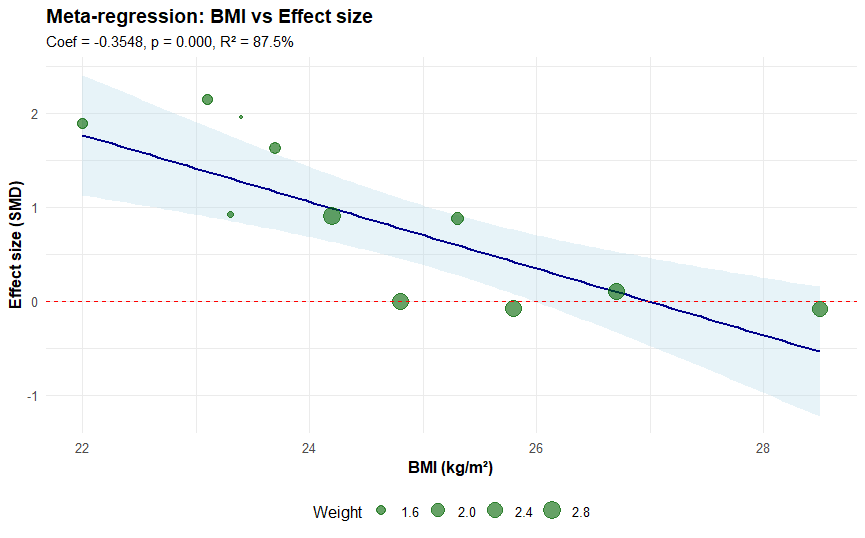 Meta-regression: BMI vs Effect size
Coef = -0.3548, p = 0.000, R² = 87.5%
Effect size (SMD)
2
1
0
-1
22 24 26 28
BMI (kg/m²)
Weight 1.6 2.0 2.4 2.8